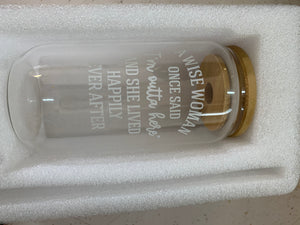 A WISE WOMAN
ONCE SAID
"I'm outta here"
AND SHE LIVED
HAPPILY
EVER AFTER